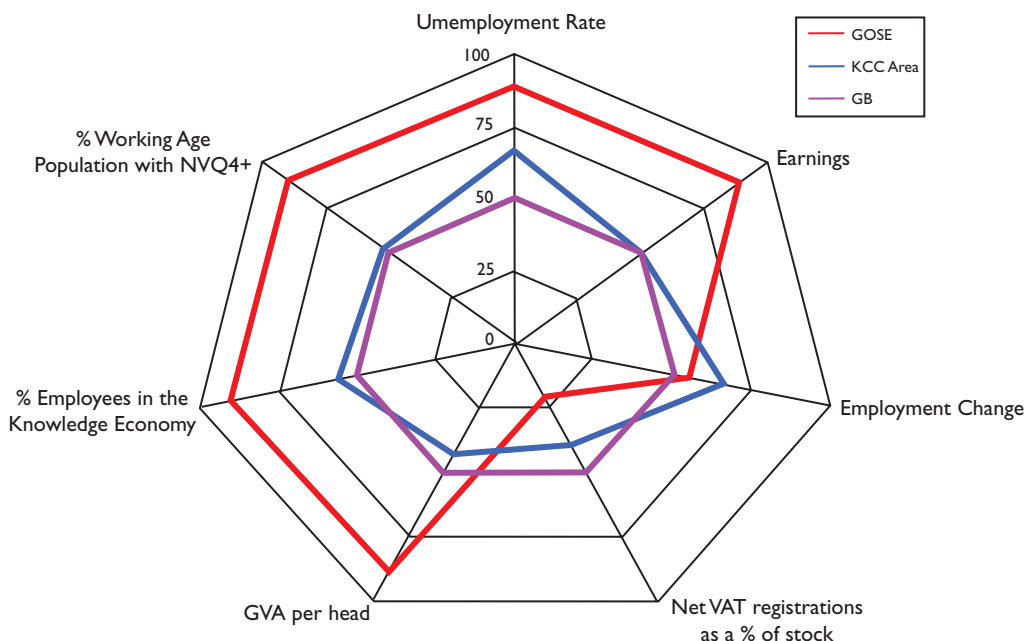 Umemployment Rate
GOSE
KCC Area
GB
100
75
50
25
0
% Working Age
Population with NVQ4+
Earnings
% Employees in the
Knowledge Economy
Employment Change
GVA per head
Net VAT registrations
as a % of stock